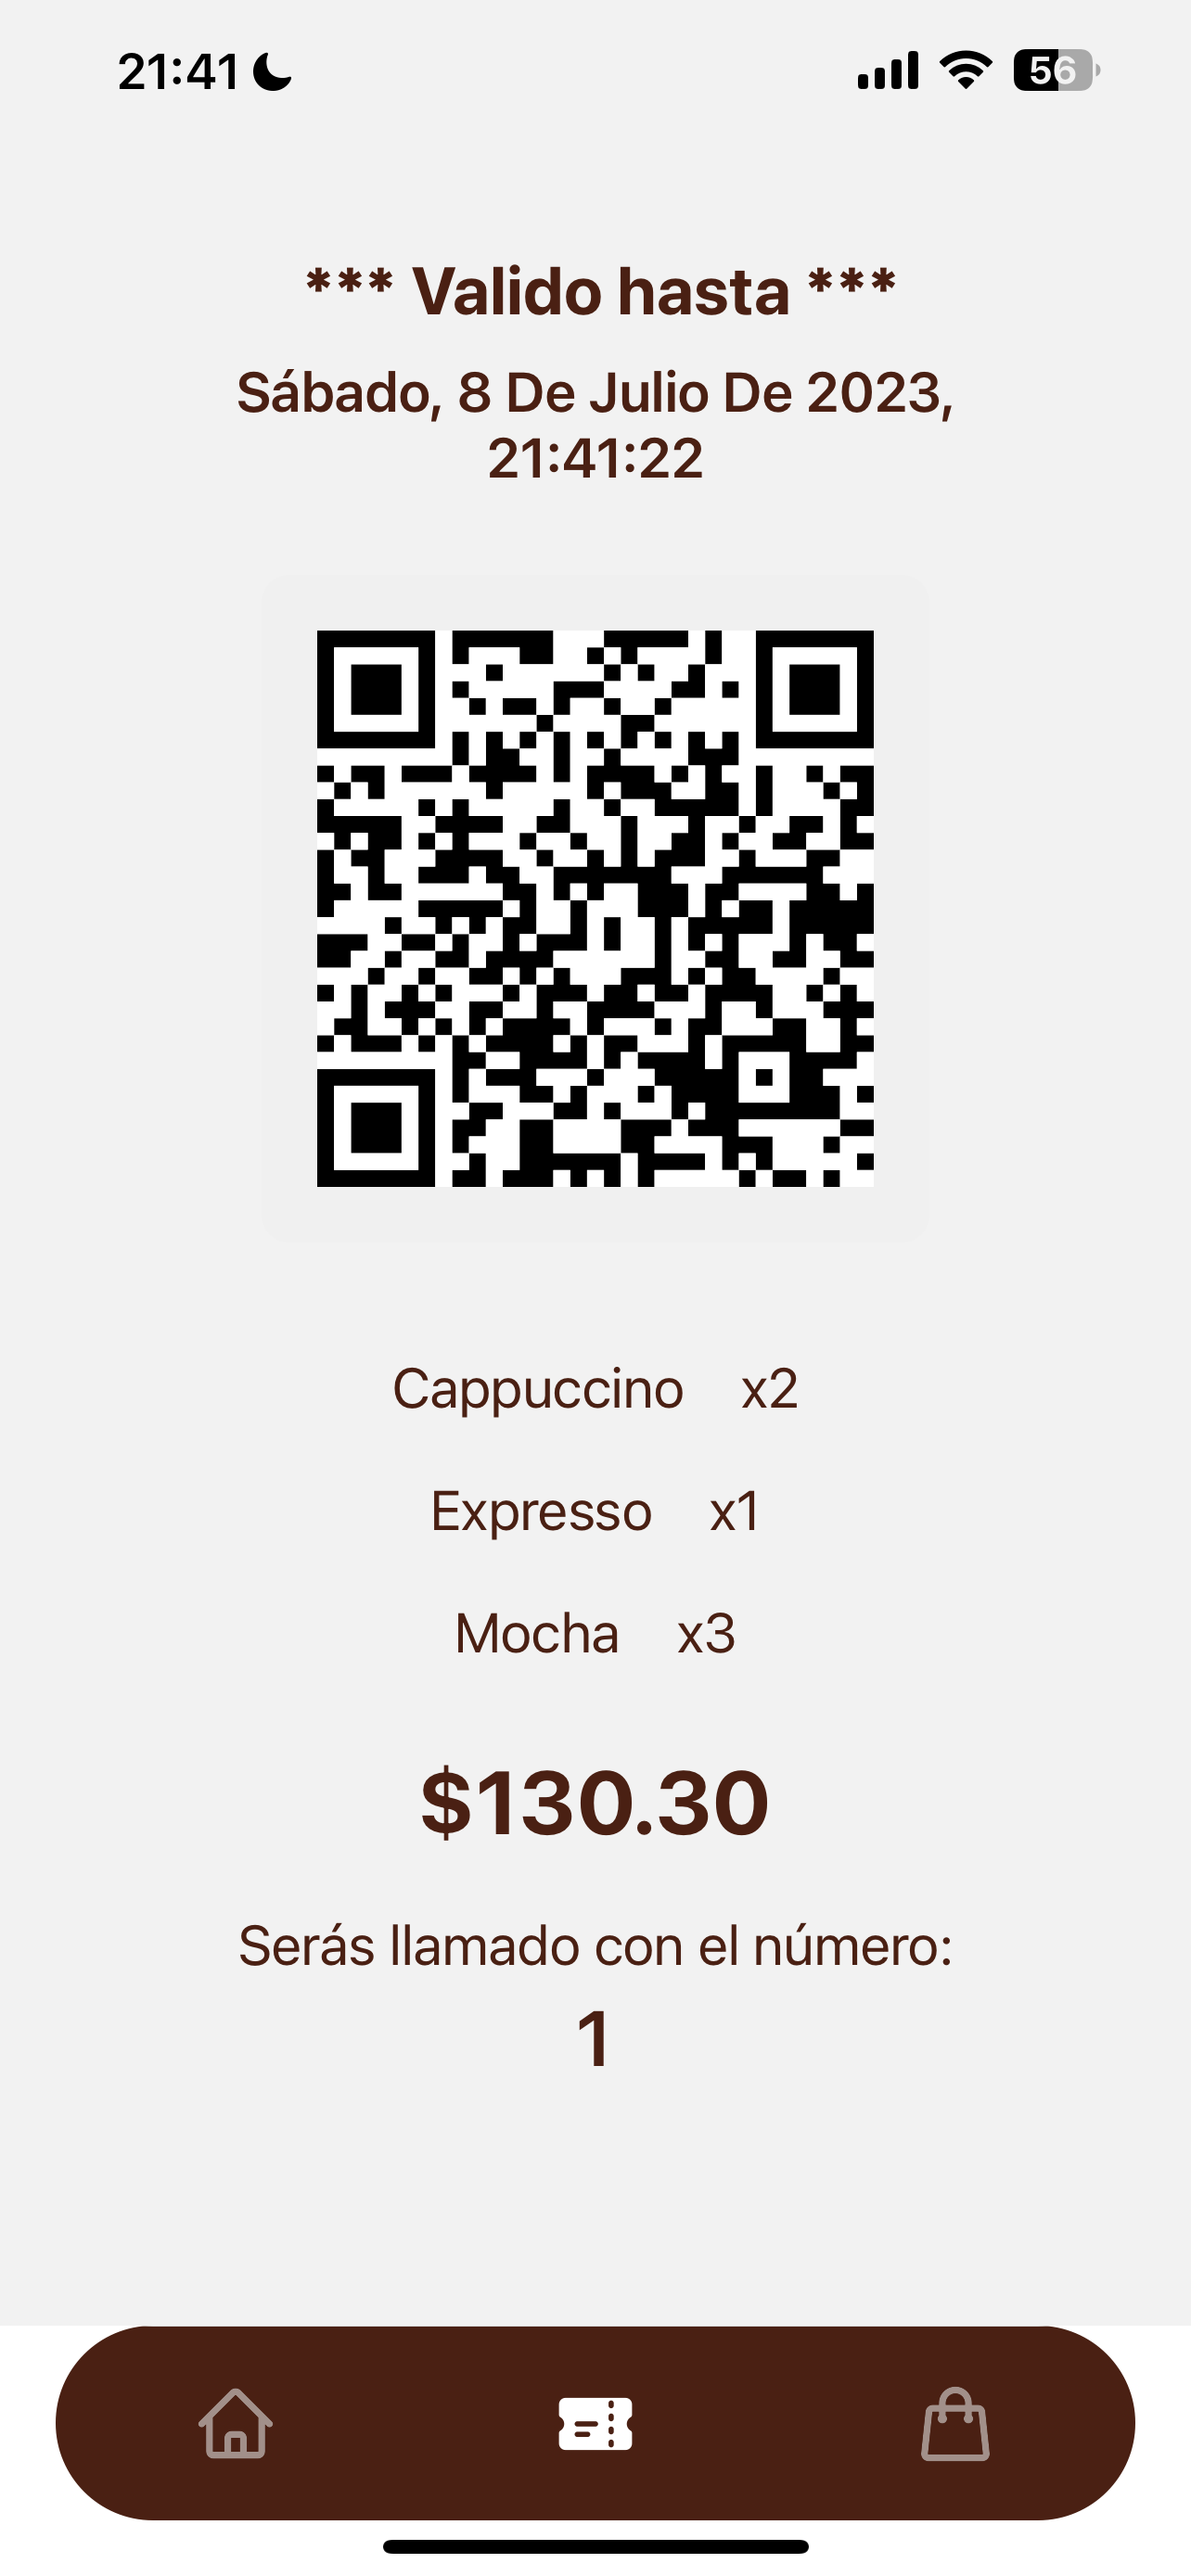 21:41
56
*** Valido hasta ***
Sábado, 8 De Julio De 2023,
21:41:22
Cappuccino x2
Expresso x1
Mocha x3
$130.30
Serás llamado con el número:
1